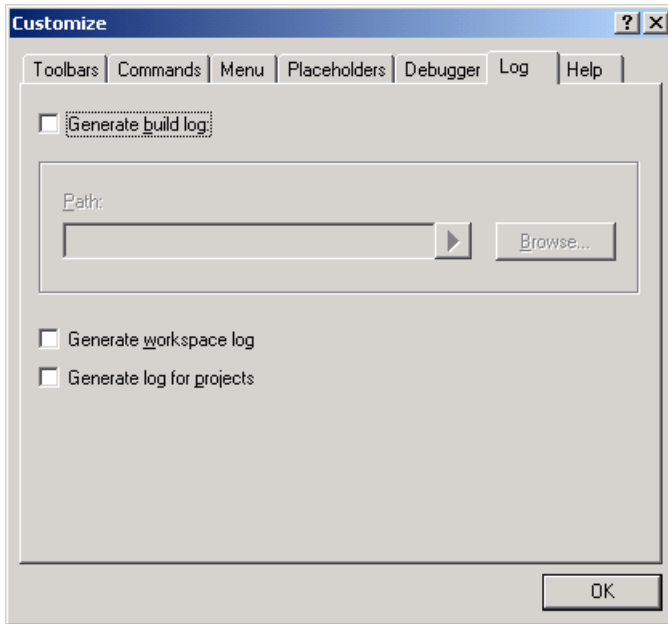 Customize
Toolbars Commands Menu Placeholders Debugger Log Help
Generate build log:
Path:
Browse...
Generate workspace log
Generate log for projects
OK